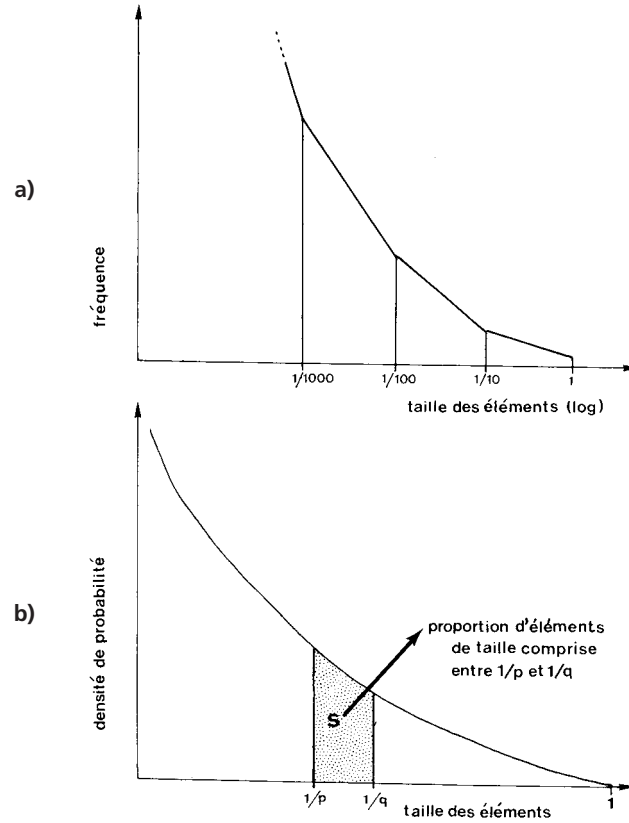 a)
fréquence
1/1000
1/100
1/10
1
taille des éléments (log)
b)
densité de probabilité
proportion d'éléments
de taille comprise
entre 1/p et 1/q
S
1/p
1/q
1
taille des éléments